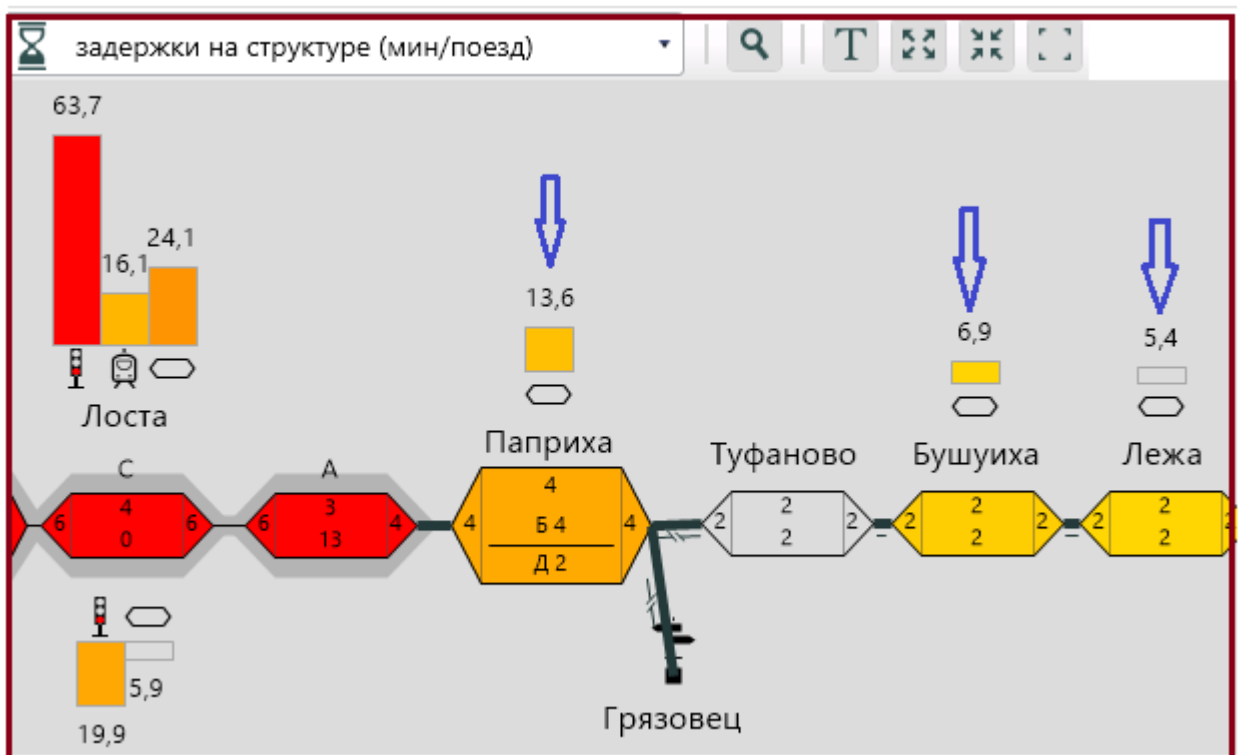 задержки на структуре (мин/поезд)
T
63,7
16,1
24,1
13,6
6,9
5,4
Лоста
Паприха
Туфаново
Бушуиха
Лежа
С
А
6 4 0 6
6 3 13 4
4 4 Б 4 Д 2 4
2 2 2 2
2 2 2 2
2 2 2 2
5,9
19,9
Грязовец